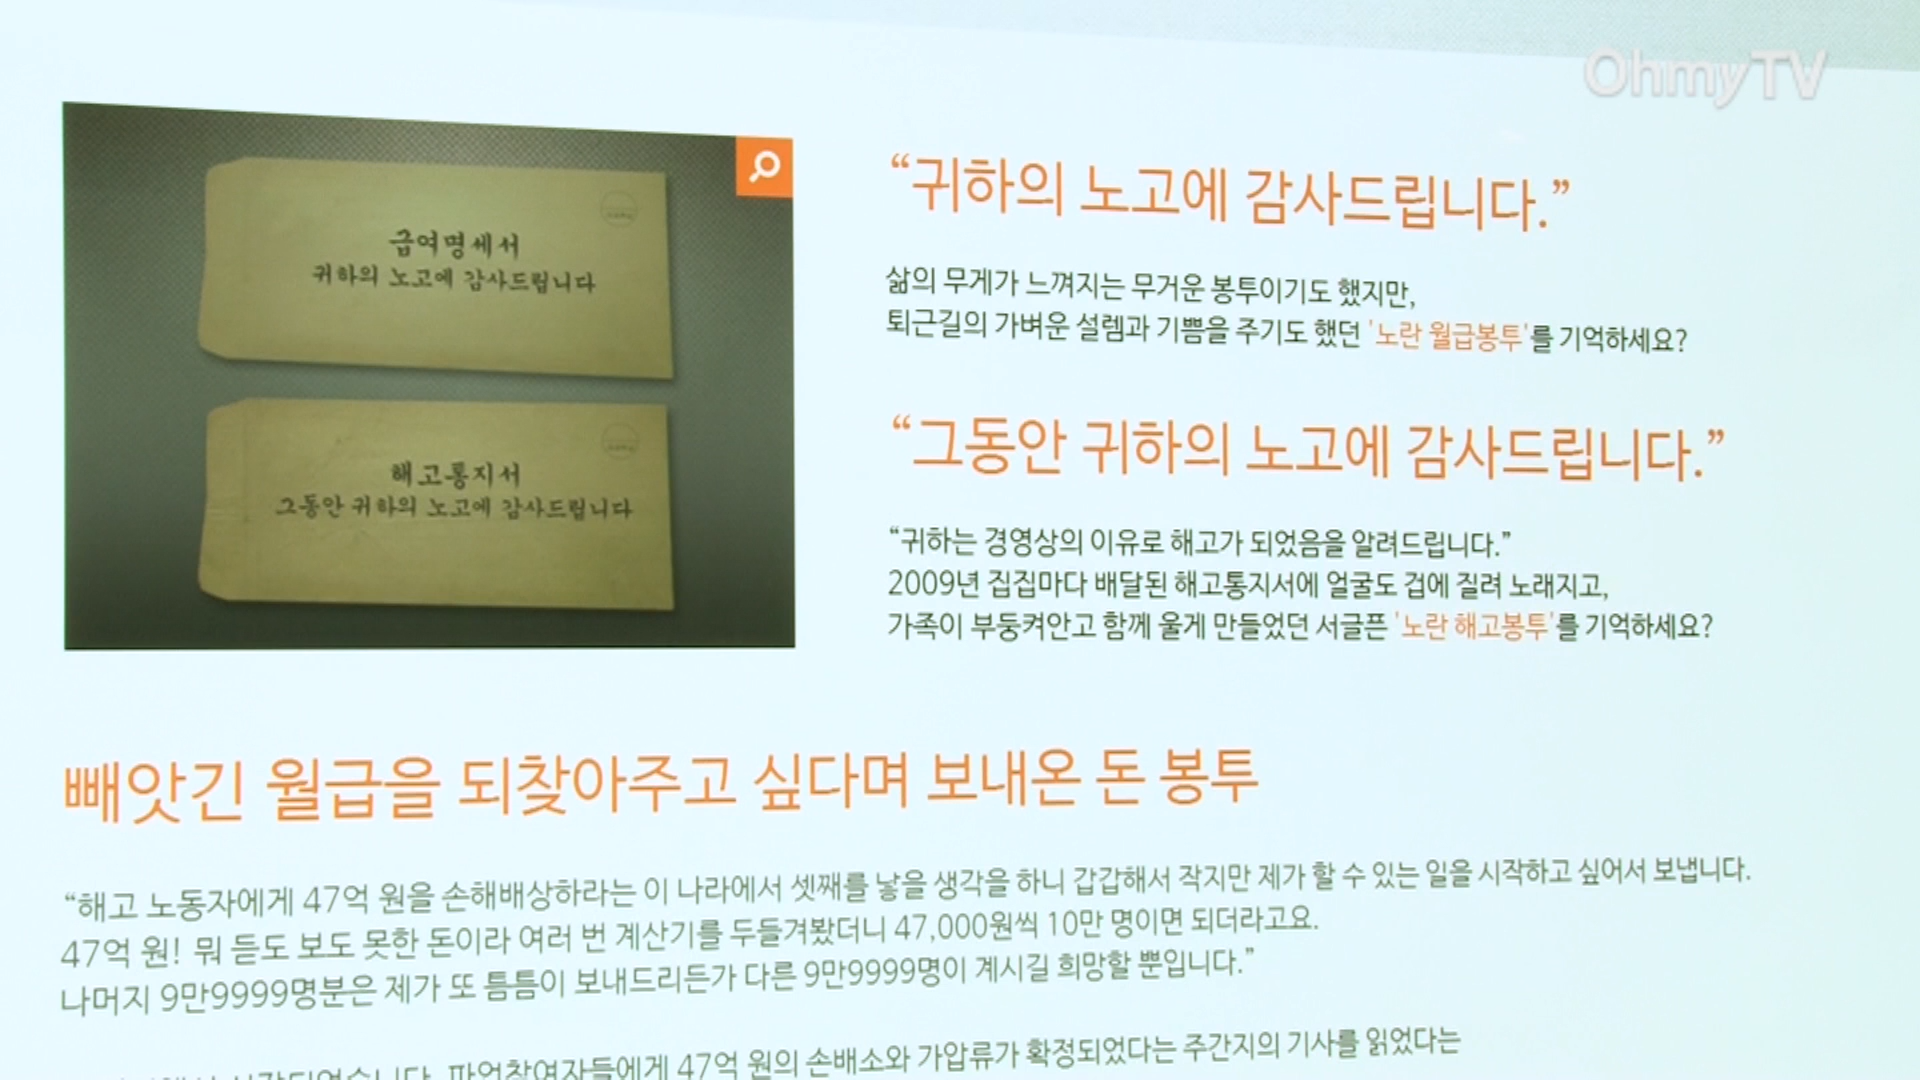 OhmyTV
급여명세서
귀하의 노고에 감사드립니다
해고통지서
그동안 귀하의 노고에 감사드립니다
“귀하의 노고에 감사드립니다.”
삶의 무게가 느껴지는 무거운 봉투이기도 했지만,
퇴근길의 가벼운 설렘과 기쁨을 주기도 했던 '노란 월급봉투'를 기억하세요?
“그동안 귀하의 노고에 감사드립니다.”
“귀하는 경영상의 이유로 해고가 되었음을 알려드립니다.”
2009년 집집마다 배달된 해고통지서에 얼굴도 겁에 질려 노래지고,
가족이 부둥켜안고 함께 울게 만들었던 서글픈 '노란 해고봉투'를 기억하세요?
빼앗긴 월급을 되찾아주고 싶다며 보내온 돈 봉투
“해고 노동자에게 47억 원을 손해배상하라는 이 나라에서 셋째를 낳을 생각을 하니 갑갑해서 작지만 제가 할 수 있는 일을 시작하고 싶어서 보냅니다.
47억 원! 뭐 듣도 보도 못한 돈이라 여러 번 계산기를 두들겨봤더니 47,000원씩 10만 명이면 되더라고요.
나머지 9만9999명분은 제가 또 틈틈이 보내드리든가 다른 9만9999명이 계시길 희망할 뿐입니다.”
파업참여자들에게 47억 원의 손배소와 가압류가 확정되었다는 주간지의 기사를 읽었다는